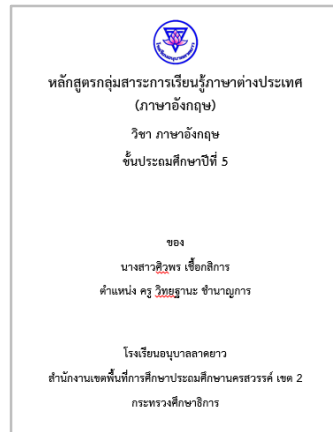 หลักสูตรกลุ่มสาระการเรียนรู้ภาษาต่างประเทศ
(ภาษาอังกฤษ)
วิชา ภาษาอังกฤษ
ชั้นประถมศึกษาปีที่ 5
ของ
นางสาวศิวพร เชื้อกสิการ
ตำแหน่ง ครู วิทยฐานะ ชำนาญการ
โรงเรียนอนุบาลลาดยาว
สำนักงานเขตพื้นที่การศึกษาประถมศึกษานครสวรรค์ เขต 2
กระทรวงศึกษาธิการ